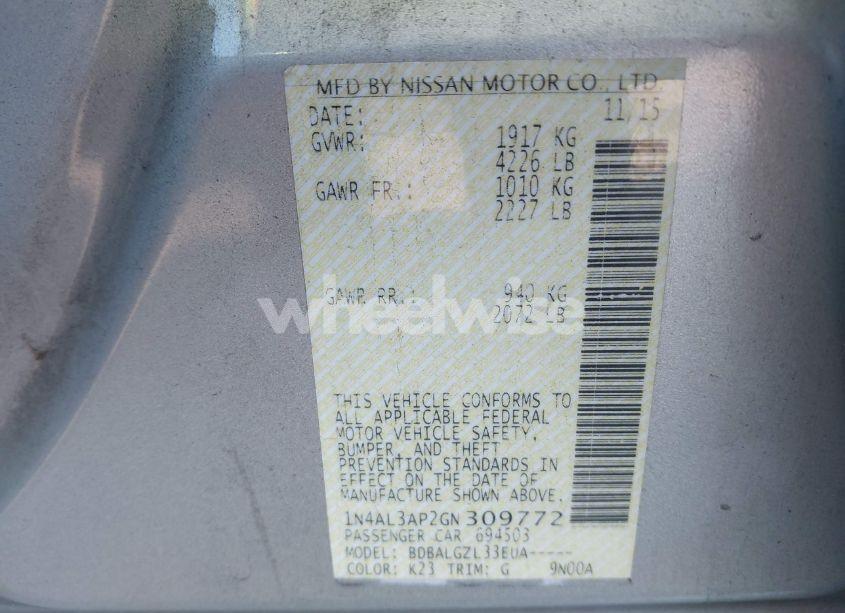 MFD BY NISSAN MOTOR CO., LTD.
DATE: 11/15
GVWR: 1917 KG
4226 LB
GAWR FR.: 1010 KG
2227 LB
GAWR RR.: 940 KG
2072 LB
wheelwise
THIS VEHICLE CONFORMS TO
ALL APPLICABLE FEDERAL
MOTOR VEHICLE SAFETY,
BUMPER, AND THEFT
PREVENTION STANDARDS IN
EFFECT ON THE DATE OF
MANUFACTURE SHOWN ABOVE.
1N4AL3AP2GN309772
PASSENGER CAR 694503
MODEL: BDBALGZL33EUA-----
COLOR: K23 TRIM: G 9N00A